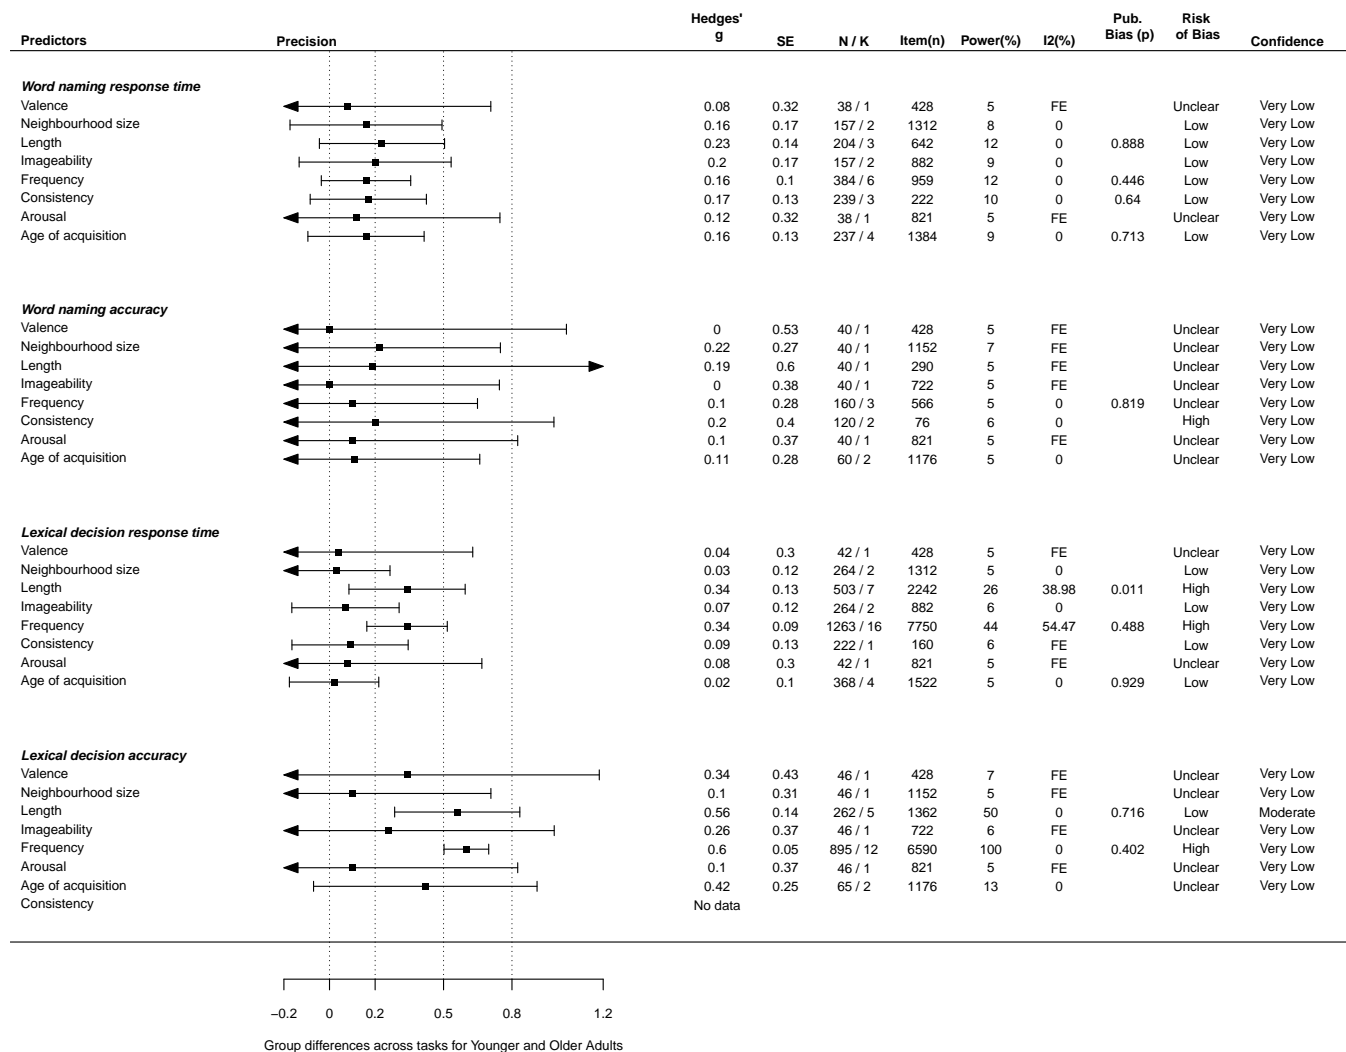 Predictors Precision Hedges' g SE N / K Item(n) Power(%) I2(%) Pub. Bias (p) Risk of Bias Confidence
Word naming response time
Valence 0.08 0.32 38 / 1 428 5 FE Unclear Very Low
Neighbourhood size 0.16 0.17 157 / 2 1312 8 0 Low Very Low
Length 0.23 0.14 204 / 3 642 12 0 0.888 Low Very Low
Imageability 0.2 0.17 157 / 2 882 9 0 Low Very Low
Frequency 0.16 0.1 384 / 6 959 12 0 0.446 Low Very Low
Consistency 0.17 0.13 239 / 3 222 10 0 0.64 Low Very Low
Arousal 0.12 0.32 38 / 1 821 5 FE Unclear Very Low
Age of acquisition 0.16 0.13 237 / 4 1384 9 0 0.713 Low Very Low
Word naming accuracy
Valence 0 0.53 40 / 1 428 5 FE Unclear Very Low
Neighbourhood size 0.22 0.27 40 / 1 1152 7 FE Unclear Very Low
Length 0.19 0.6 40 / 1 290 5 FE Unclear Very Low
Imageability 0 0.38 40 / 1 722 5 FE Unclear Very Low
Frequency 0.1 0.28 160 / 3 566 5 0 0.819 Unclear Very Low
Consistency 0.2 0.4 120 / 2 76 6 0 High Very Low
Arousal 0.1 0.37 40 / 1 821 5 FE Unclear Very Low
Age of acquisition 0.11 0.28 60 / 2 1176 5 0 Unclear Very Low
Lexical decision response time
Valence 0.04 0.3 42 / 1 428 5 FE Unclear Very Low
Neighbourhood size 0.03 0.12 264 / 2 1312 5 0 Low Very Low
Length 0.34 0.13 503 / 7 2242 26 38.98 0.011 High Very Low
Imageability 0.07 0.12 264 / 2 882 6 0 Low Very Low
Frequency 0.34 0.09 1263 / 16 7750 44 54.47 0.488 High Very Low
Consistency 0.09 0.13 222 / 1 160 6 FE Low Very Low
Arousal 0.08 0.3 42 / 1 821 5 FE Unclear Very Low
Age of acquisition 0.02 0.1 368 / 4 1522 5 0 0.929 Low Very Low
Lexical decision accuracy
Valence 0.34 0.43 46 / 1 428 7 FE Unclear Very Low
Neighbourhood size 0.1 0.31 46 / 1 1152 5 FE Unclear Very Low
Length 0.56 0.14 262 / 5 1362 50 0 0.716 Low Moderate
Imageability 0.26 0.37 46 / 1 722 6 FE Unclear Very Low
Frequency 0.6 0.05 895 / 12 6590 100 0 0.402 High Very Low
Arousal 0.1 0.37 46 / 1 821 5 FE Unclear Very Low
Age of acquisition 0.42 0.25 65 / 2 1176 13 0 Unclear Very Low
Consistency No data
−0.2 0 0.2 0.5 0.8 1.2
Group differences across tasks for Younger and Older Adults